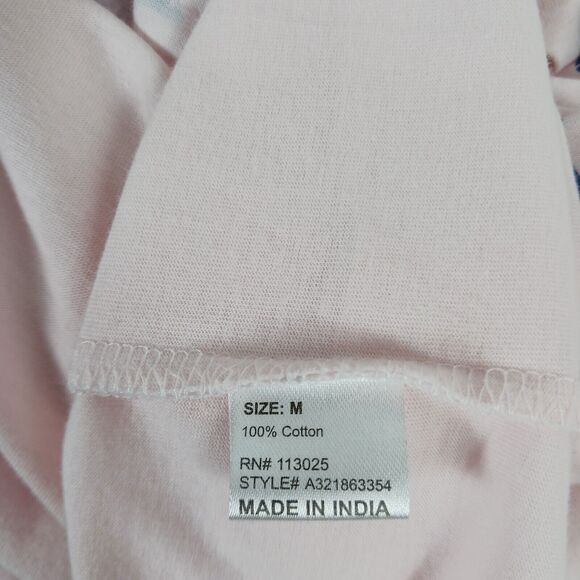 SIZE: M
100% Cotton
RN# 113025
STYLE# A321863354
MADE IN INDIA